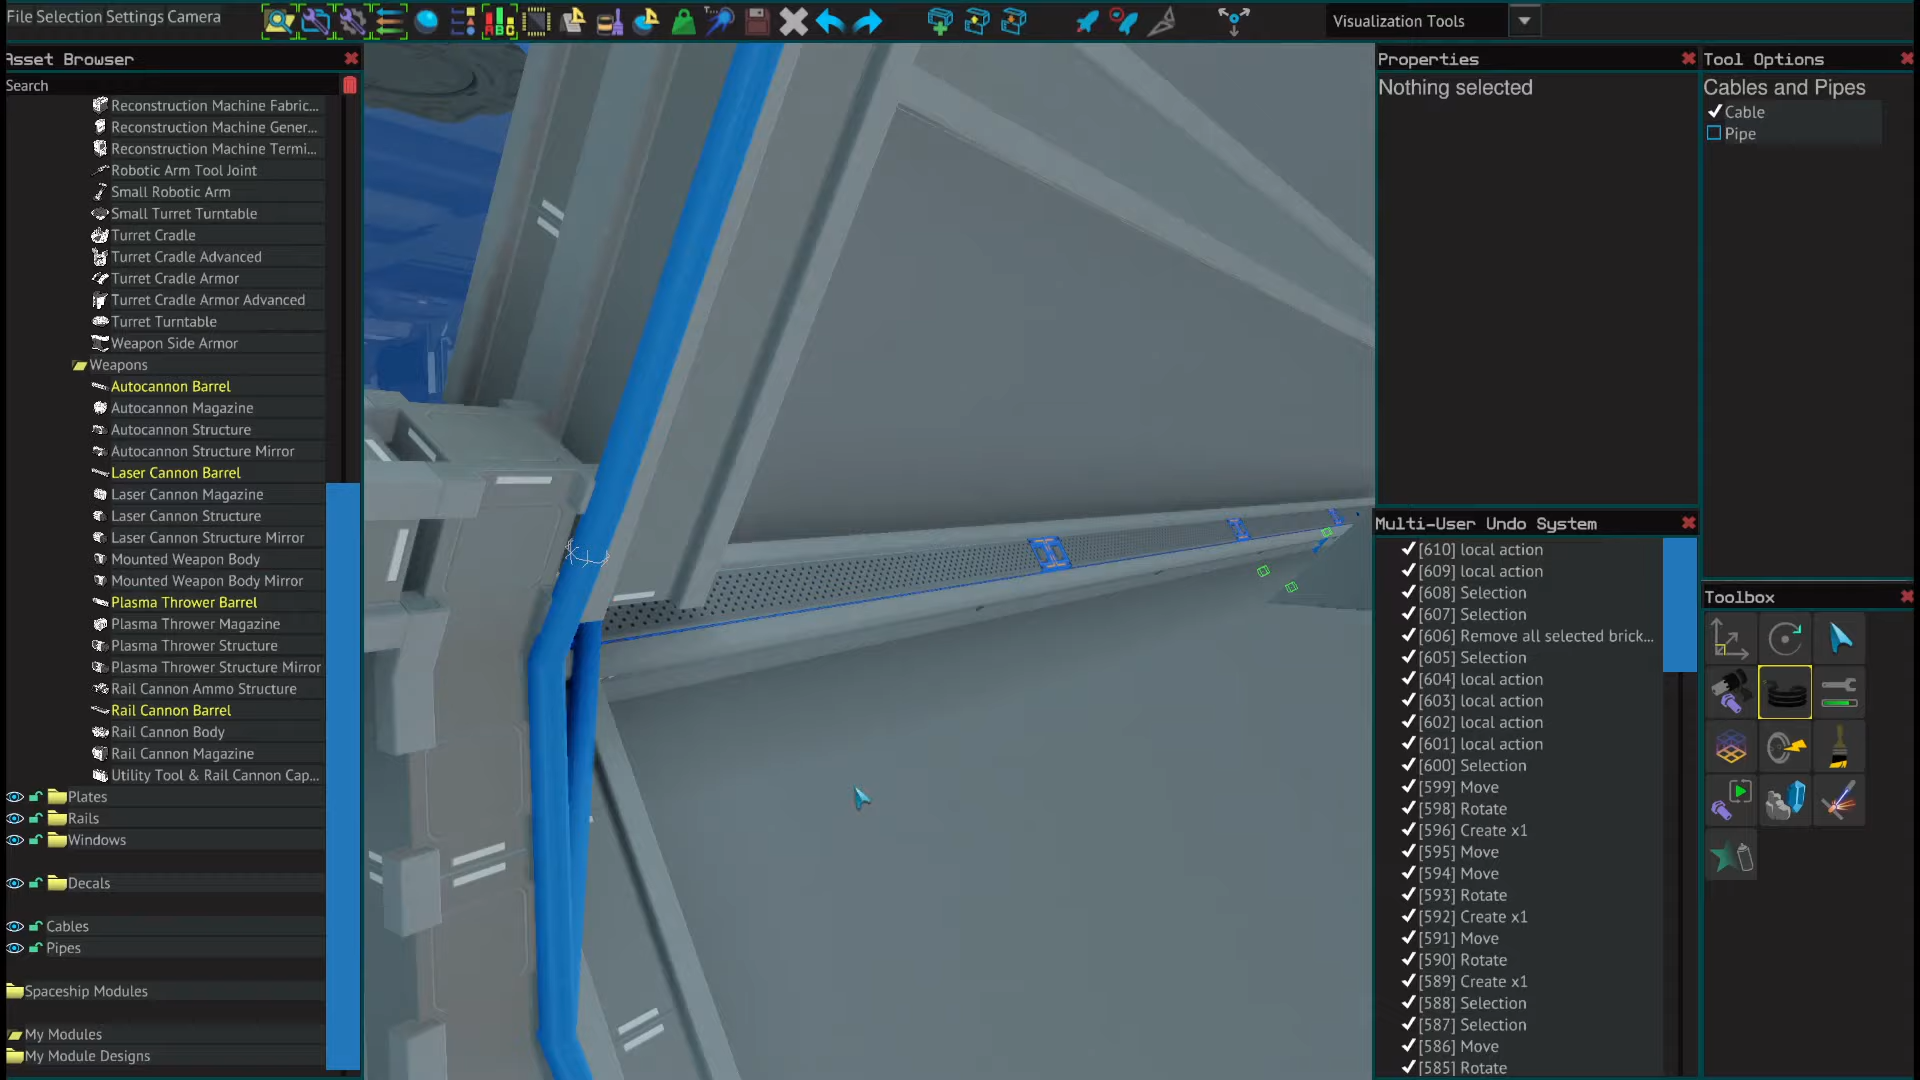 File Selection Settings Camera
Visualization Tools
Asset Browser
Search
Reconstruction Machine Fabric...
Reconstruction Machine Gener...
Reconstruction Machine Termi...
Robotic Arm Tool Joint
Small Robotic Arm
Small Turret Turntable
Turret Cradle
Turret Cradle Advanced
Turret Cradle Armor
Turret Cradle Armor Advanced
Turret Turntable
Weapon Side Armor
Weapons
Autocannon Barrel
Autocannon Magazine
Autocannon Structure
Autocannon Structure Mirror
Laser Cannon Barrel
Laser Cannon Magazine
Laser Cannon Structure
Laser Cannon Structure Mirror
Mounted Weapon Body
Mounted Weapon Body Mirror
Plasma Thrower Barrel
Plasma Thrower Magazine
Plasma Thrower Structure
Plasma Thrower Structure Mirror
Rail Cannon Ammo Structure
Rail Cannon Barrel
Rail Cannon Body
Rail Cannon Magazine
Utility Tool & Rail Cannon Cap...
Plates
Rails
Windows
Decals
Cables
Pipes
Spaceship Modules
My Modules
My Module Designs
Properties
Nothing selected
Multi-User Undo System
[610] local action
[609] local action
[608] Selection
[607] Selection
[606] Remove all selected brick...
[605] Selection
[604] local action
[603] local action
[602] local action
[601] local action
[600] Selection
[599] Move
[598] Rotate
[596] Create x1
[595] Move
[594] Move
[593] Rotate
[592] Create x1
[591] Move
[590] Rotate
[589] Create x1
[588] Selection
[587] Selection
[586] Move
[585] Rotate
Tool Options
Cables and Pipes
Cable
Pipe
Toolbox